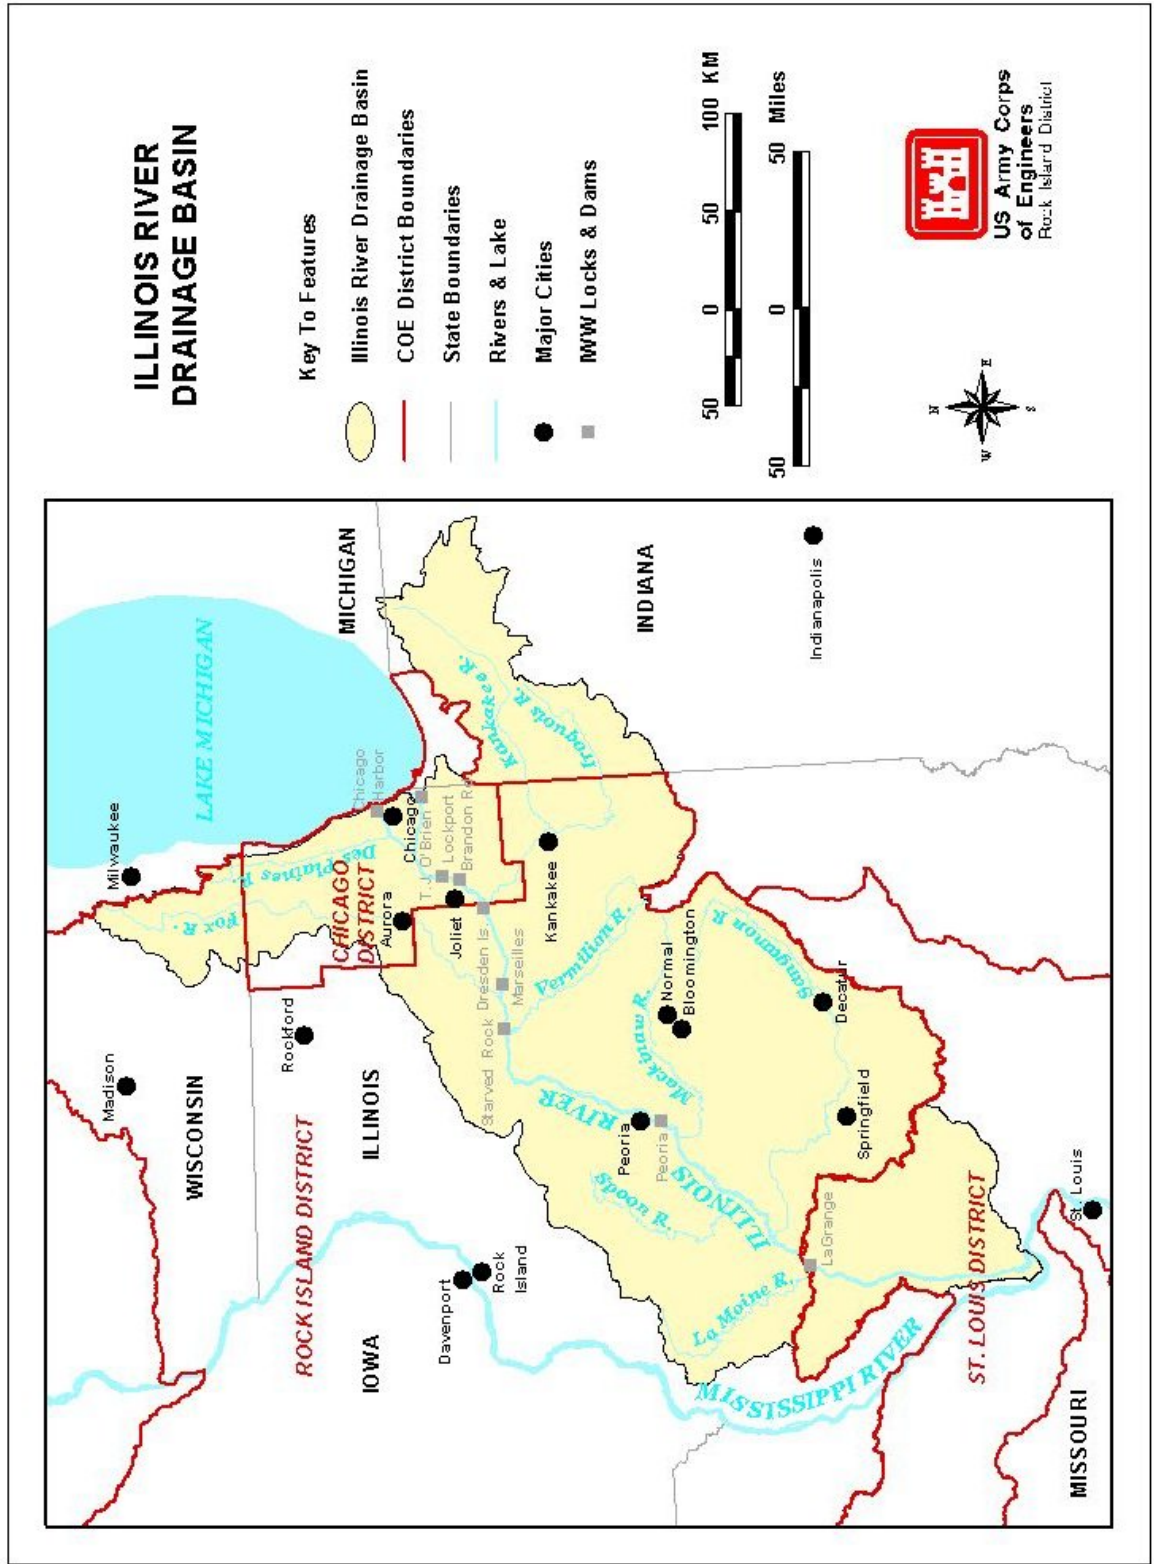 ILLINOIS RIVER
DRAINAGE BASIN
Key To Features
Illinois River Drainage Basin
COE District Boundaries
State Boundaries
Rivers & Lake
Major Cities
IWW Locks & Dams
50 0 50 100 KM
50 0 50 Miles
N
W
E
S
US Army Corps
of Engineers
Rock Island District
Milwaukee
LAKE MICHIGAN
Madison
WISCONSIN
Fox R.
Des Plaines R.
CHICAGO
DISTRICT
Rockford
ROCK ISLAND DISTRICT
ILLINOIS
IOWA
MICHIGAN
Chicago
Harbor
Chicago
T. J. O'Brien
Lockport
Brandon Rd
Aurora
Joliet
Dresden Is.
Marseilles
Starved Rock
Davenport
Rock
Island
Kankakee R.
Iroquois R.
Kankakee
INDIANA
Indianapolis
Vermilion R.
Normal
Bloomington
Mackinaw R.
Sangamon R
Decatur
Springfield
ILLINOIS
RIVER
Peoria
Peoria
Spoon R.
La Moine R.
LaGrange
MISSISSIPPI RIVER
ST. LOUIS DISTRICT
St. Louis
MISSOURI